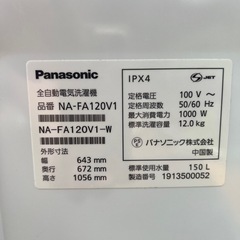 Panasonic
全自動電気洗濯機
品番 NA-FA120V1
NA-FA120V1-W
外形寸法
幅 643 mm
奥行 672 mm
高さ 1056 mm
IPX4
JET
定格電圧 100 V~
定格周波数 50/60 Hz
最大消費電力 1000 W
標準洗濯容量 12.0kg
パナソニック株式会社
中国製
標準使用水量 150 L
製造番号 1913500052